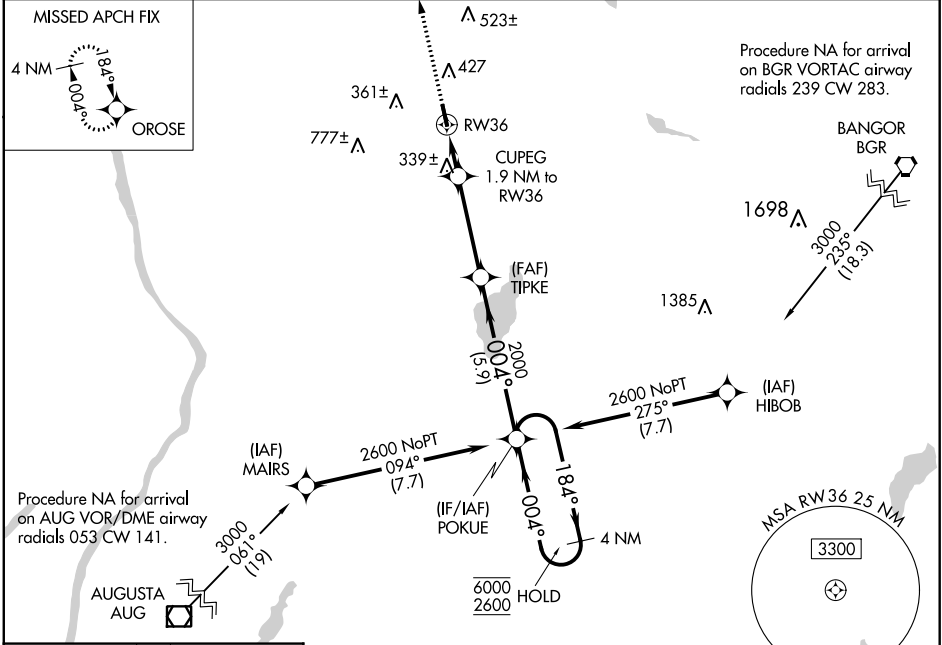 MISSED APCH FIX
4 NM
184°
004°
OROSE
523±
427
361±
RW36
777±
339±
CUPEG
1.9 NM to
RW36
Procedure NA for arrival
on BGR VORTAC airway
radials 239 CW 283.
BANGOR
BGR
1698
3000
235°
(18.3)
(FAF)
TIPKE
1385
2000
004°
(5.9)
2600 NoPT
275°
(7.7)
(IAF)
HIBOB
(IAF)
MAIRS
2600 NoPT
094°
(7.7)
(IF/IAF)
POKUE
184°
004°
4 NM
6000
2600
HOLD
Procedure NA for arrival
on AUG VOR/DME airway
radials 053 CW 141.
3000
061°
(19)
AUGUSTA
AUG
MSA RW36 25 NM
3300